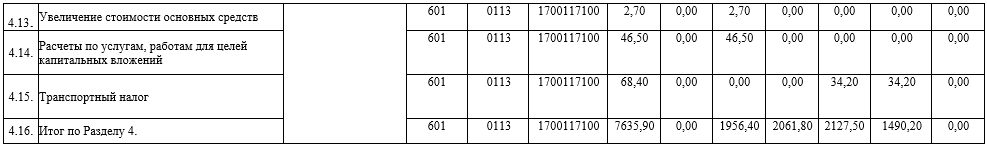 4.13. Увеличение стоимости основных средств 601 0113 1700117100 2,70 0,00 2,70 0,00 0,00 0,00 0,00
4.14. Расчеты по услугам, работам для целей капитальных вложений 601 0113 1700117100 46,50 0,00 46,50 0,00 0,00 0,00 0,00
4.15. Транспортный налог 601 0113 1700117100 68,40 0,00 0,00 0,00 34,20 34,20 0,00
4.16. Итог по Разделу 4. 601 0113 1700117100 7635,90 0,00 1956,40 2061,80 2127,50 1490,20 0,00